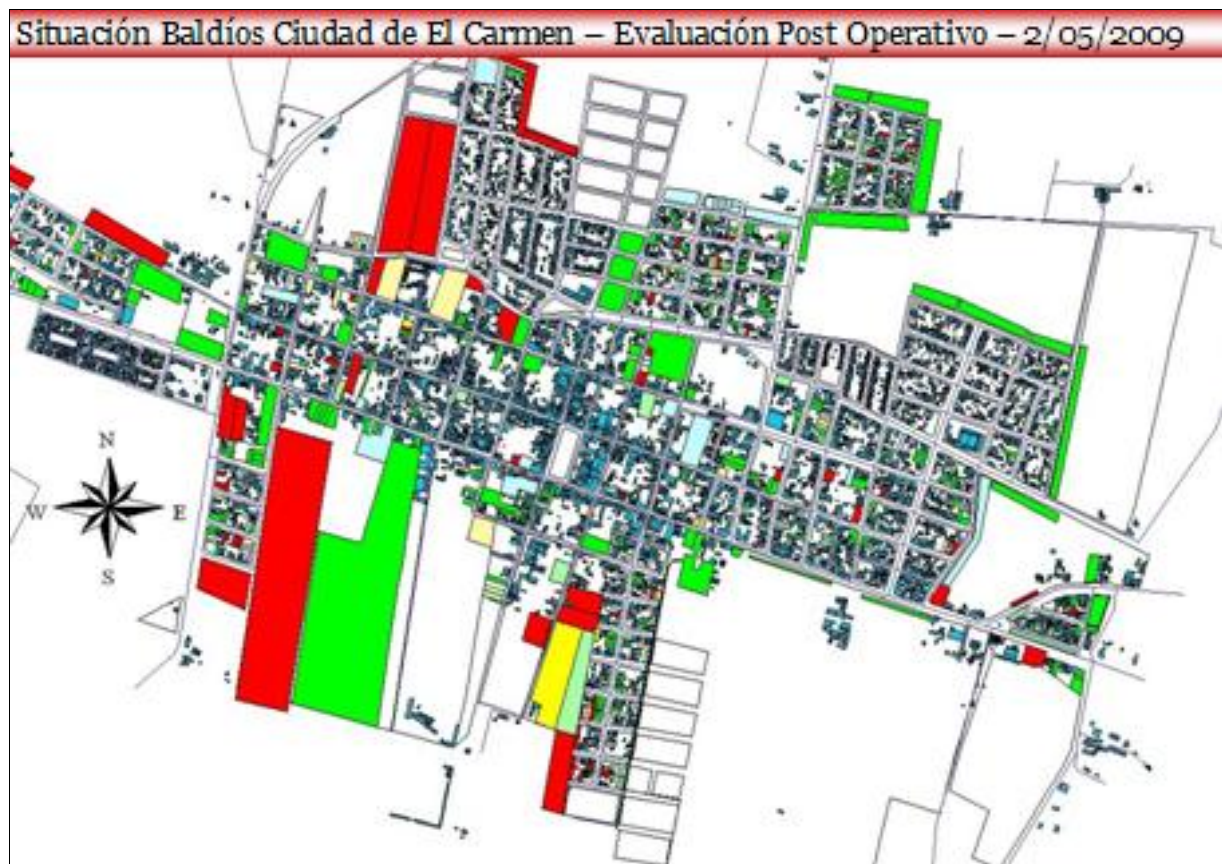 Situación Baldíos Ciudad de El Carmen – Evaluación Post Operativo – 2/05/2009
N
W E
S